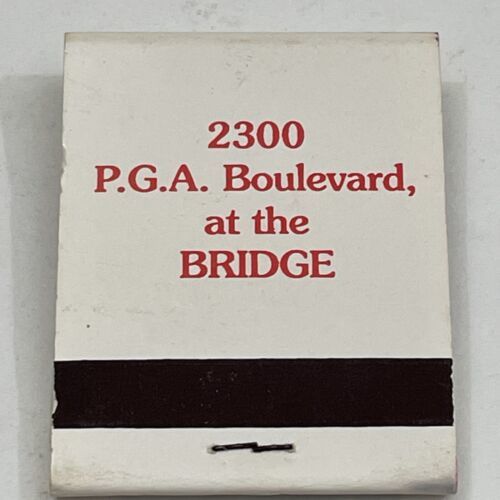 2300
P.G.A. Boulevard,
at the
BRIDGE